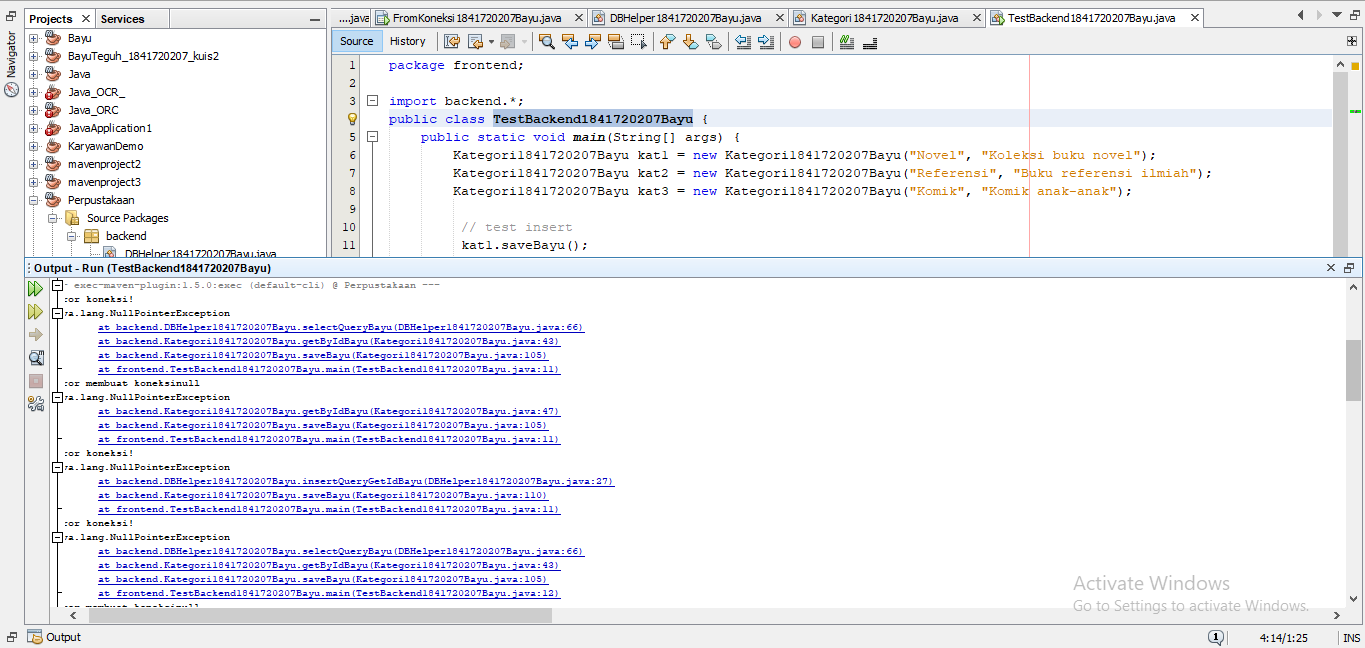 Projects Services
....java FromKoneksi1841720207Bayu.java DBHelper1841720207Bayu.java Kategori1841720207Bayu.java TestBackend1841720207Bayu.java
Navigator
Bayu
BayuTeguh_1841720207_kuis2
Java
Java_OCR_
Java_ORC
JavaApplication1
KaryawanDemo
mavenproject2
mavenproject3
Perpustakaan
Source Packages
backend
DBHelper1841720207Bayu.java
Source History
1 package frontend;
2
3 import backend.*;
public class TestBackend1841720207Bayu {
5 public static void main(String[] args) {
6 Kategori1841720207Bayu kat1 = new Kategori1841720207Bayu("Novel", "Koleksi buku novel");
7 Kategori1841720207Bayu kat2 = new Kategori1841720207Bayu("Referensi", "Buku referensi ilmiah");
8 Kategori1841720207Bayu kat3 = new Kategori1841720207Bayu("Komik", "Komik anak-anak");
9
10 // test insert
11 kat1.saveBayu();
Output - Run (TestBackend1841720207Bayu)
- exec-maven-plugin:1.5.0:exec (default-cli) @ Perpustakaan ---
:or koneksi!
va.lang.NullPointerException
at backend.DBHelper1841720207Bayu.selectQueryBayu(DBHelper1841720207Bayu.java:66)
at backend.Kategori1841720207Bayu.getByIdBayu(Kategori1841720207Bayu.java:43)
at backend.Kategori1841720207Bayu.saveBayu(Kategori1841720207Bayu.java:105)
at frontend.TestBackend1841720207Bayu.main(TestBackend1841720207Bayu.java:11)
:or membuat koneksinull
va.lang.NullPointerException
at backend.Kategori1841720207Bayu.getByIdBayu(Kategori1841720207Bayu.java:47)
at backend.Kategori1841720207Bayu.saveBayu(Kategori1841720207Bayu.java:105)
at frontend.TestBackend1841720207Bayu.main(TestBackend1841720207Bayu.java:11)
:or koneksi!
va.lang.NullPointerException
at backend.DBHelper1841720207Bayu.insertQueryGetIdBayu(DBHelper1841720207Bayu.java:27)
at backend.Kategori1841720207Bayu.saveBayu(Kategori1841720207Bayu.java:110)
at frontend.TestBackend1841720207Bayu.main(TestBackend1841720207Bayu.java:11)
:or koneksi!
va.lang.NullPointerException
at backend.DBHelper1841720207Bayu.selectQueryBayu(DBHelper1841720207Bayu.java:66)
at backend.Kategori1841720207Bayu.getByIdBayu(Kategori1841720207Bayu.java:43)
at backend.Kategori1841720207Bayu.saveBayu(Kategori1841720207Bayu.java:105)
at frontend.TestBackend1841720207Bayu.main(TestBackend1841720207Bayu.java:12)
:or membuat koneksinull
Activate Windows
Go to Settings to activate Windows.
Output 1 4:14/1:25 INS